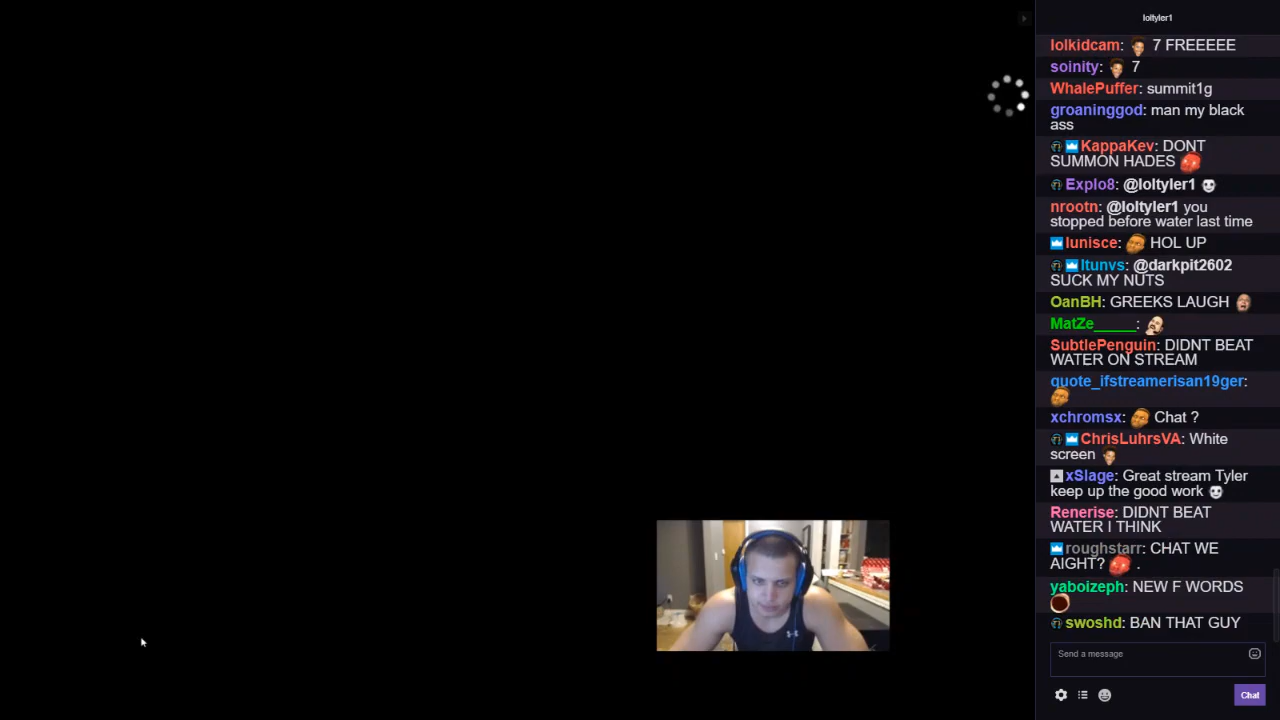 loltyler1
lolkidcam: 7 FREEEEE
soinity: 7
WhalePuffer: summit1g
groaninggod: man my black
ass
KappaKev: DONT
SUMMON HADES
Explo8: @loltyler1
nrootn: @loltyler1 you
stopped before water last time
lunisce: HOL UP
ltunvs: @darkpit2602
SUCK MY NUTS
OanBH: GREEKS LAUGH
MatZe_____:
SubtlePenguin: DIDNT BEAT
WATER ON STREAM
quote_ifstreamerisan19ger:
xchromsx: Chat ?
ChrisLuhrsVA: White
screen
xSlage: Great stream Tyler
keep up the good work
Renerise: DIDNT BEAT
WATER I THINK
roughstarr: CHAT WE
AIGHT? .
yaboizeph: NEW F WORDS
swoshd: BAN THAT GUY
Send a message
Chat